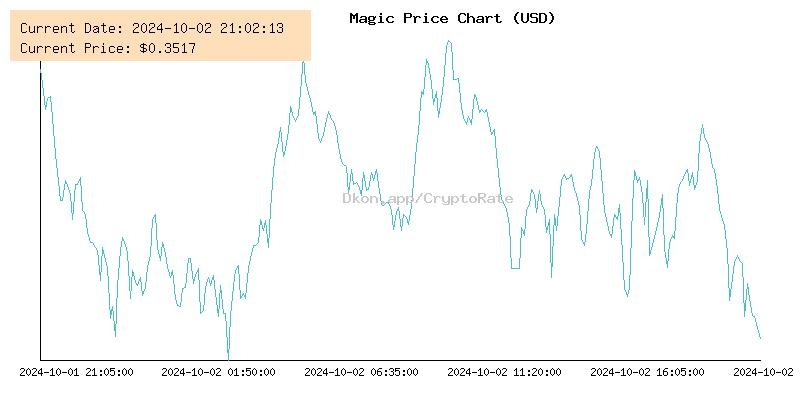 Magic Price Chart (USD)
Current Date: 2024-10-02 21:02:13
Current Price: $0.3517
Dkon.app/CryptoRate
2024-10-01 21:05:00 2024-10-02 01:50:00 2024-10-02 06:35:00 2024-10-02 11:20:00 2024-10-02 16:05:00 2024-10-02